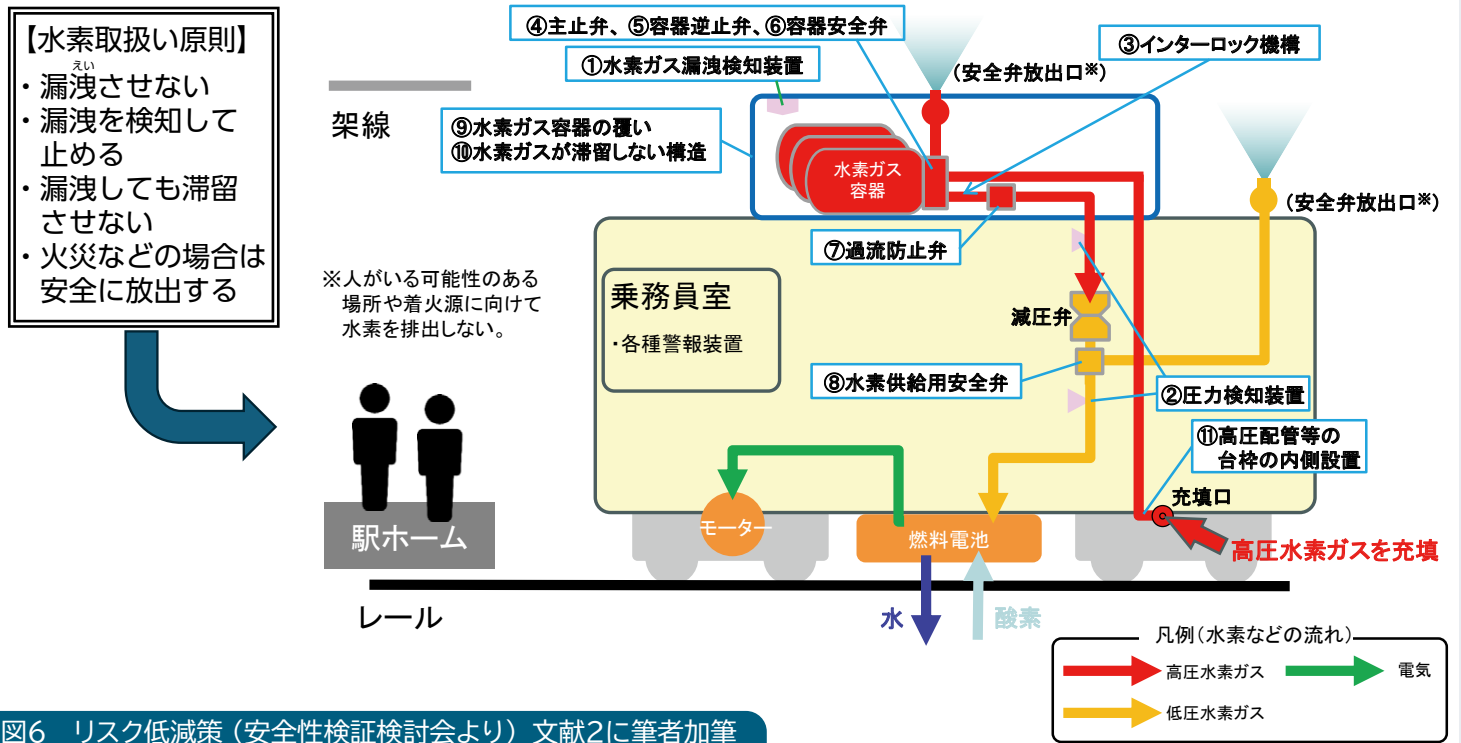 【水素取扱い原則】
えい
・漏洩させない
・漏洩を検知して
止める
・漏洩しても滞留
させない
・火災などの場合は
安全に放出する
④主止弁、⑤容器逆止弁、⑥容器安全弁
①水素ガス漏洩検知装置
③インターロック機構
(安全弁放出口※)
架線
⑨水素ガス容器の覆い
⑩水素ガスが滞留しない構造
水素ガス
容器
(安全弁放出口※)
⑦過流防止弁
※人がいる可能性のある
場所や着火源に向けて
水素を排出しない。
乗務員室
・各種警報装置
減圧弁
⑧水素供給用安全弁
②圧力検知装置
⑪高圧配管等の
台枠の内側設置
充填口
駅ホーム
モーター
燃料電池
高圧水素ガスを充填
レール
水
酸素
凡例(水素などの流れ)
高圧水素ガス
電気
低圧水素ガス
図6 リスク低減策(安全性検証検討会より)文献2に筆者加筆